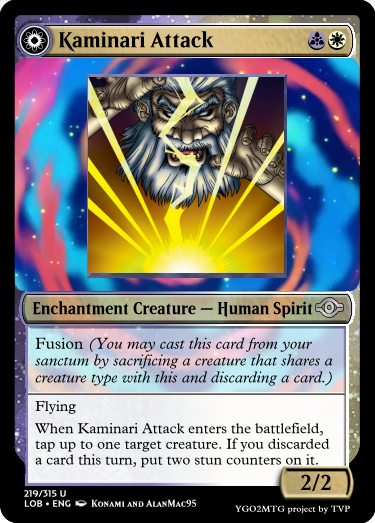 Kaminari Attack
Enchantment Creature — Human Spirit
Fusion (You may cast this card from your
sanctum by sacrificing a creature that shares a
creature type with this and discarding a card.)
Flying
When Kaminari Attack enters the battlefield,
tap up to one target creature. If you discarded
a card this turn, put two stun counters on it.
2/2
219/315 U
LOB • ENG Konami and AlanMac95
YGO2MTG project by TVP